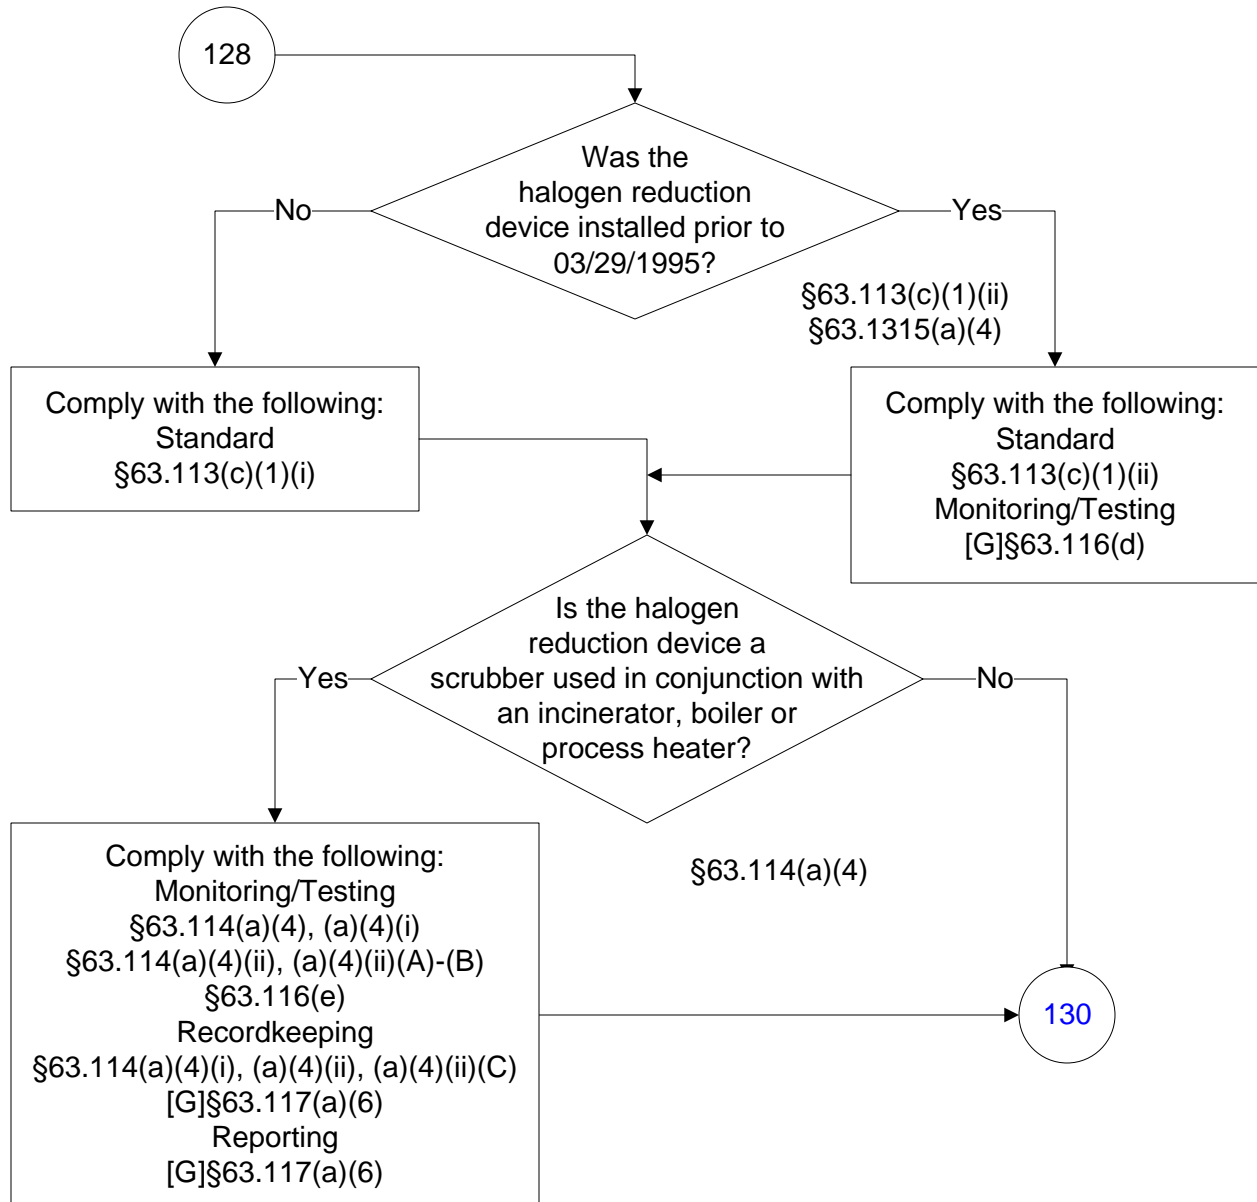 128
Was the
halogen reduction
device installed prior to
03/29/1995?
No
Yes
§63.113(c)(1)(ii)
§63.1315(a)(4)
Comply with the following:
Standard
§63.113(c)(1)(i)
Comply with the following:
Standard
§63.113(c)(1)(ii)
Monitoring/Testing
[G]§63.116(d)
Is the halogen
reduction device a
scrubber used in conjunction with
an incinerator, boiler or
process heater?
Yes
No
§63.114(a)(4)
Comply with the following:
Monitoring/Testing
§63.114(a)(4), (a)(4)(i)
§63.114(a)(4)(ii), (a)(4)(ii)(A)-(B)
§63.116(e)
Recordkeeping
§63.114(a)(4)(i), (a)(4)(ii), (a)(4)(ii)(C)
[G]§63.117(a)(6)
Reporting
[G]§63.117(a)(6)
130